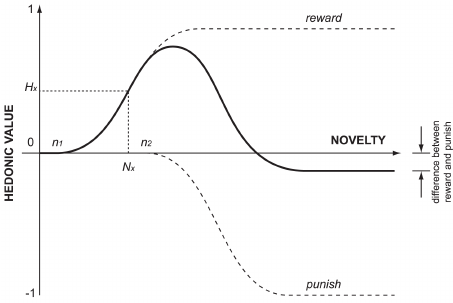 1
reward
HEDONIC VALUE
Hx
0
n1
n2
NOVELTY
Nx
difference between
reward and punish
punish
-1